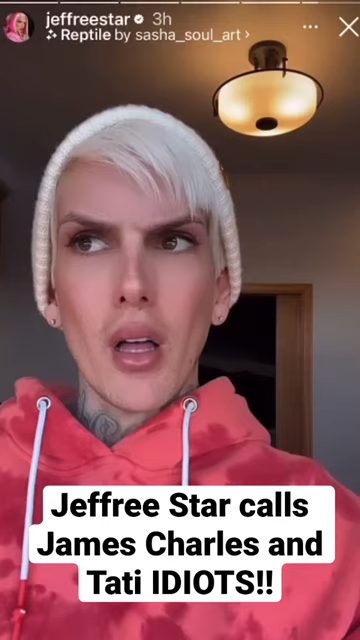 jeffreestar 3h
Reptile by sasha_soul_art >
Jeffree Star calls
James Charles and
Tati IDIOTS!!